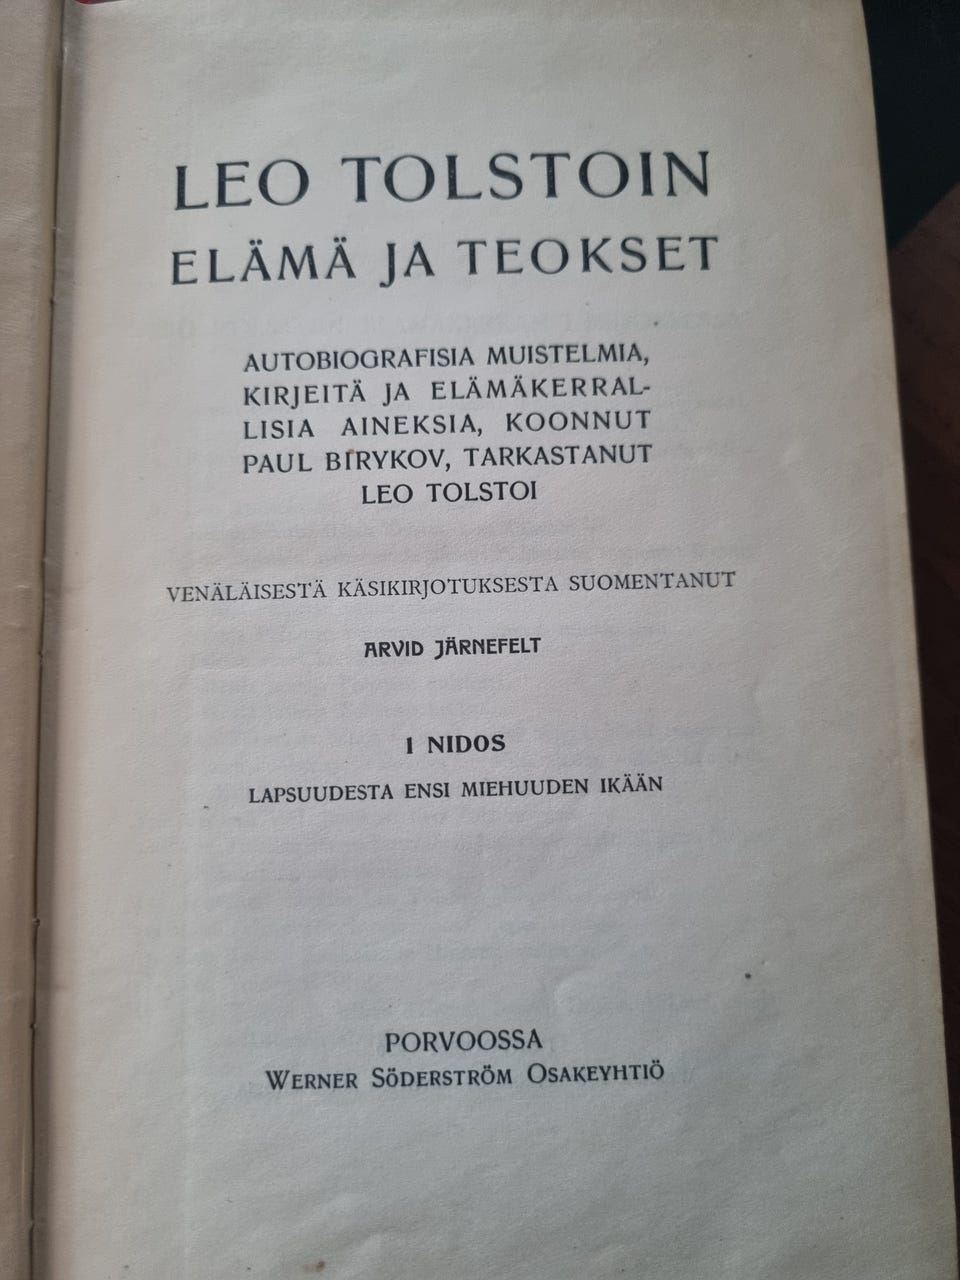 LEO TOLSTOIN
ELÄMÄ JA TEOKSET
AUTOBIOGRAFISIA MUISTELMIA,
KIRJEITÄ JA ELÄMÄKERRAL-
LISIA AINEKSIA, KOONNUT
PAUL BIRYKOV, TARKASTANUT
LEO TOLSTOI
VENÄLÄISESTÄ KÄSIKIRJOTUKSESTA SUOMENTANUT
ARVID JÄRNEFELT
I NIDOS
LAPSUUDESTA ENSI MIEHUUDEN IKÄÄN
PORVOOSSA
WERNER SÖDERSTRÖM OSAKEYHTIÖ